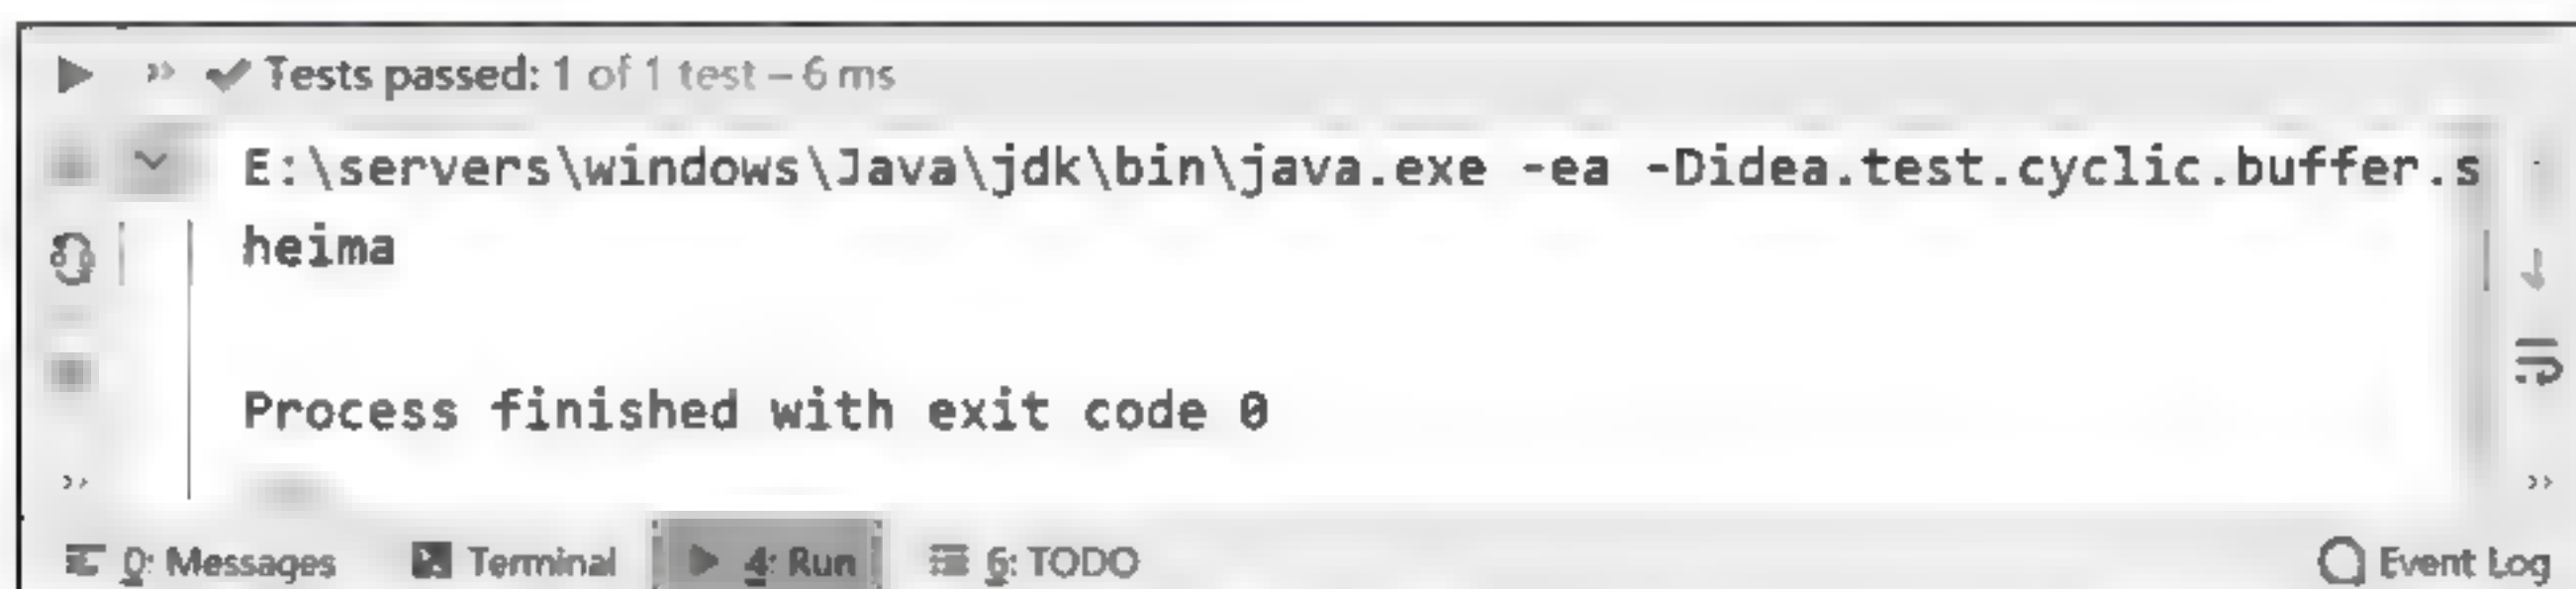 Tests passed: 1 of 1 test – 6 ms
E:\servers\windows\Java\jdk\bin\java.exe -ea -Didea.test.cyclic.buffer.s
heima
Process finished with exit code 0
0: Messages Terminal 4: Run 6: TODO Event Log